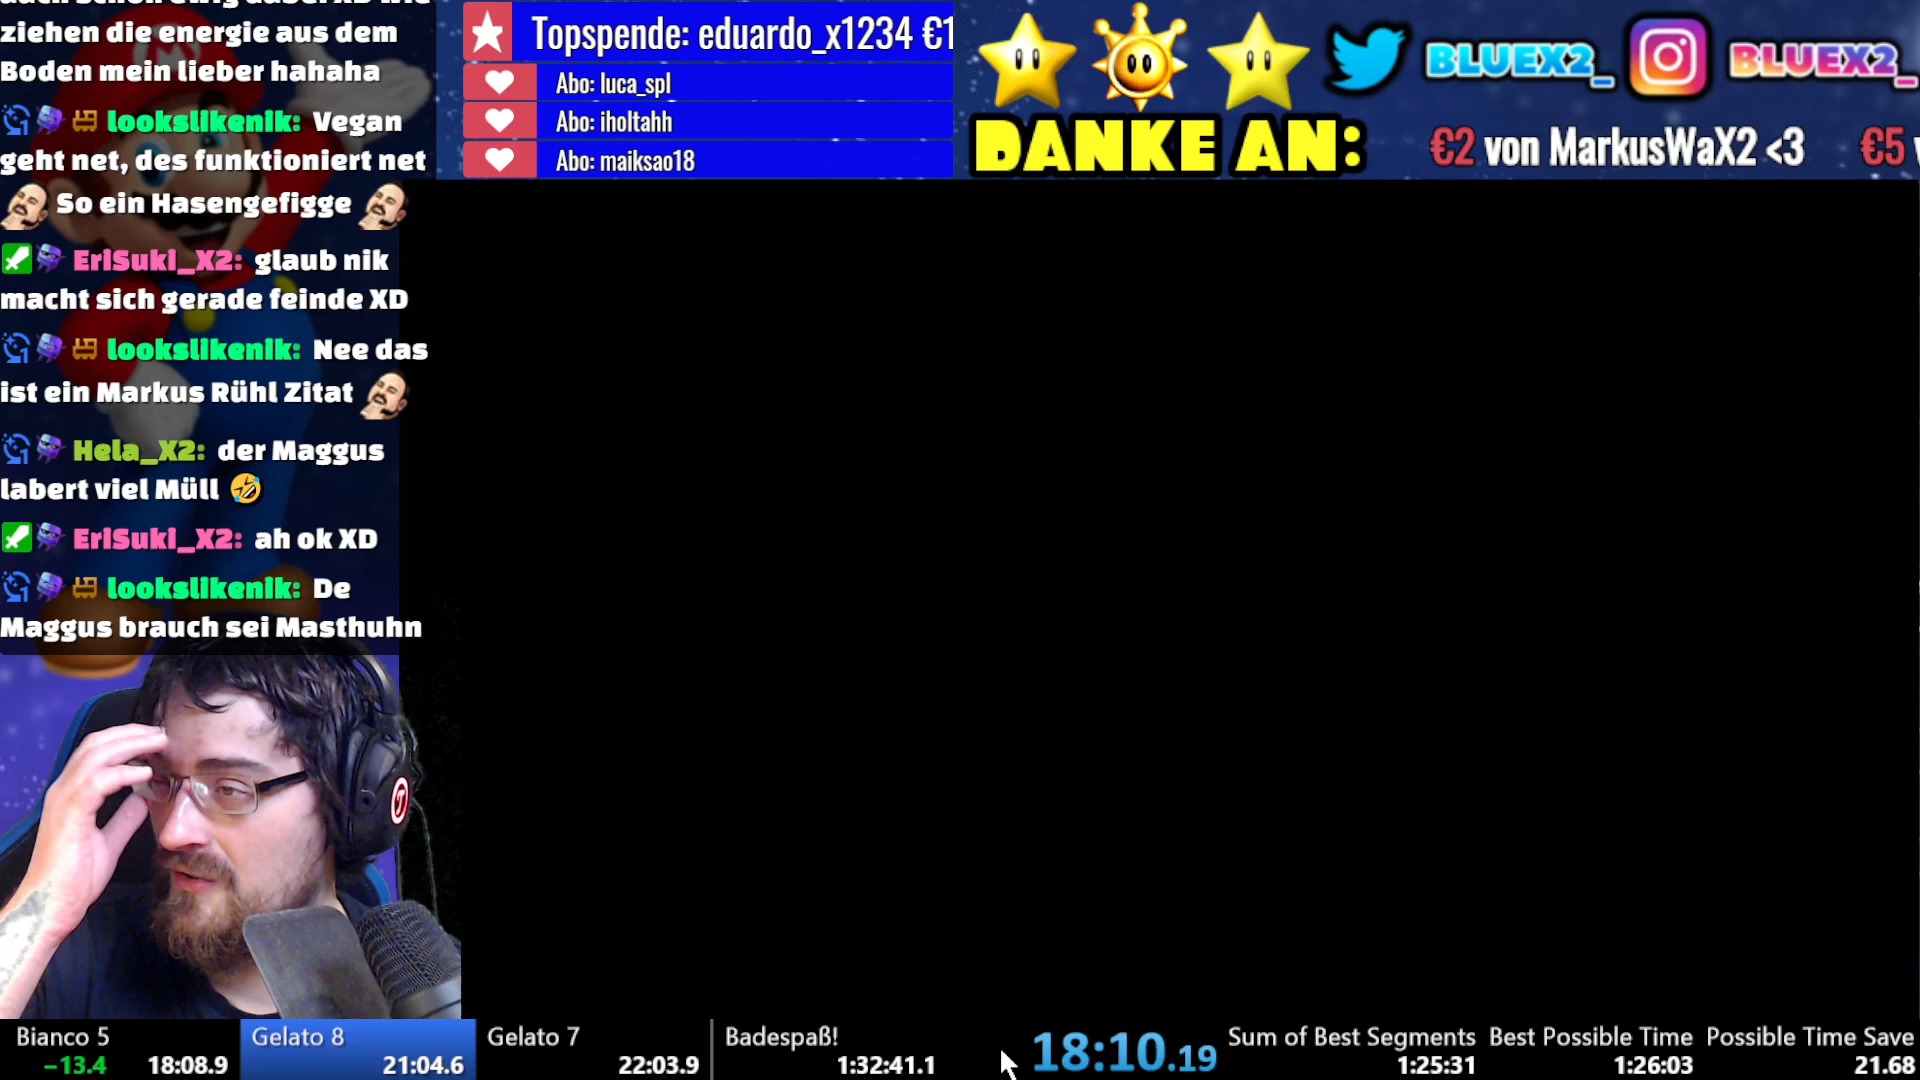 ziehen die energie aus dem
Boden mein lieber hahaha
lookslikenik: Vegan
geht net, des funktioniert net
So ein Hasengefigge
EriSuki_X2: glaub nik
macht sich gerade feinde XD
lookslikenik: Nee das
ist ein Markus Rühl Zitat
Hela_X2: der Maggus
labert viel Müll 🤣
EriSuki_X2: ah ok XD
lookslikenik: De
Maggus brauch sei Masthuhn
Topspende: eduardo_x1234 €1
Abo: luca_spl
Abo: iholtahh
Abo: maiksao18
BLUEX2_ BLUEX2_
DANKE AN: €2 von MarkusWaX2 <3 €5
Bianco 5
-13.4 18:08.9
Gelato 8
21:04.6
Gelato 7
22:03.9
Badespaß!
1:32:41.1
18:10.19
Sum of Best Segments
1:25:31
Best Possible Time
1:26:03
Possible Time Save
21.68